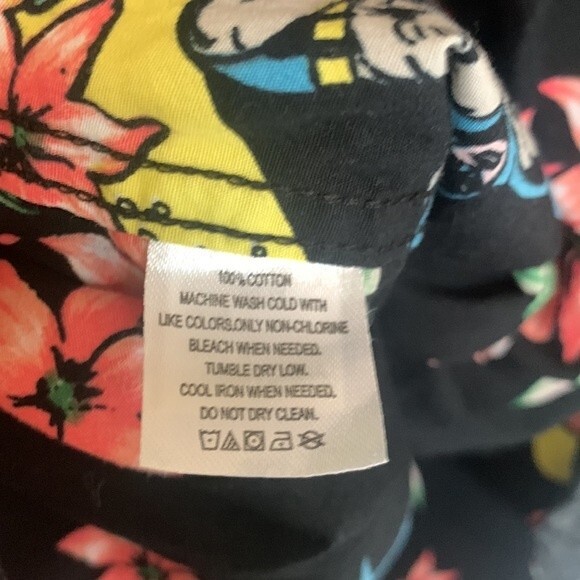 100% COTTON
MACHINE WASH COLD WITH
LIKE COLORS.ONLY NON-CHLORINE
BLEACH WHEN NEEDED.
TUMBLE DRY LOW.
COOL IRON WHEN NEEDED.
DO NOT DRY CLEAN.